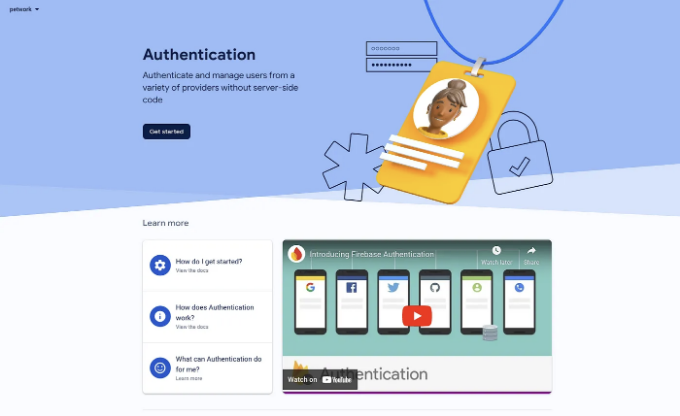 petwork
Authentication
Authenticate and manage users from a
variety of providers without server-side
code
Get started
Learn more
How do I get started?
View the docs
How does Authentication
work?
View the docs
What can Authentication do
for me?
Learn more
Introducing Firebase Authentication
Watch later
Share
Authentication
Watch on YouTube